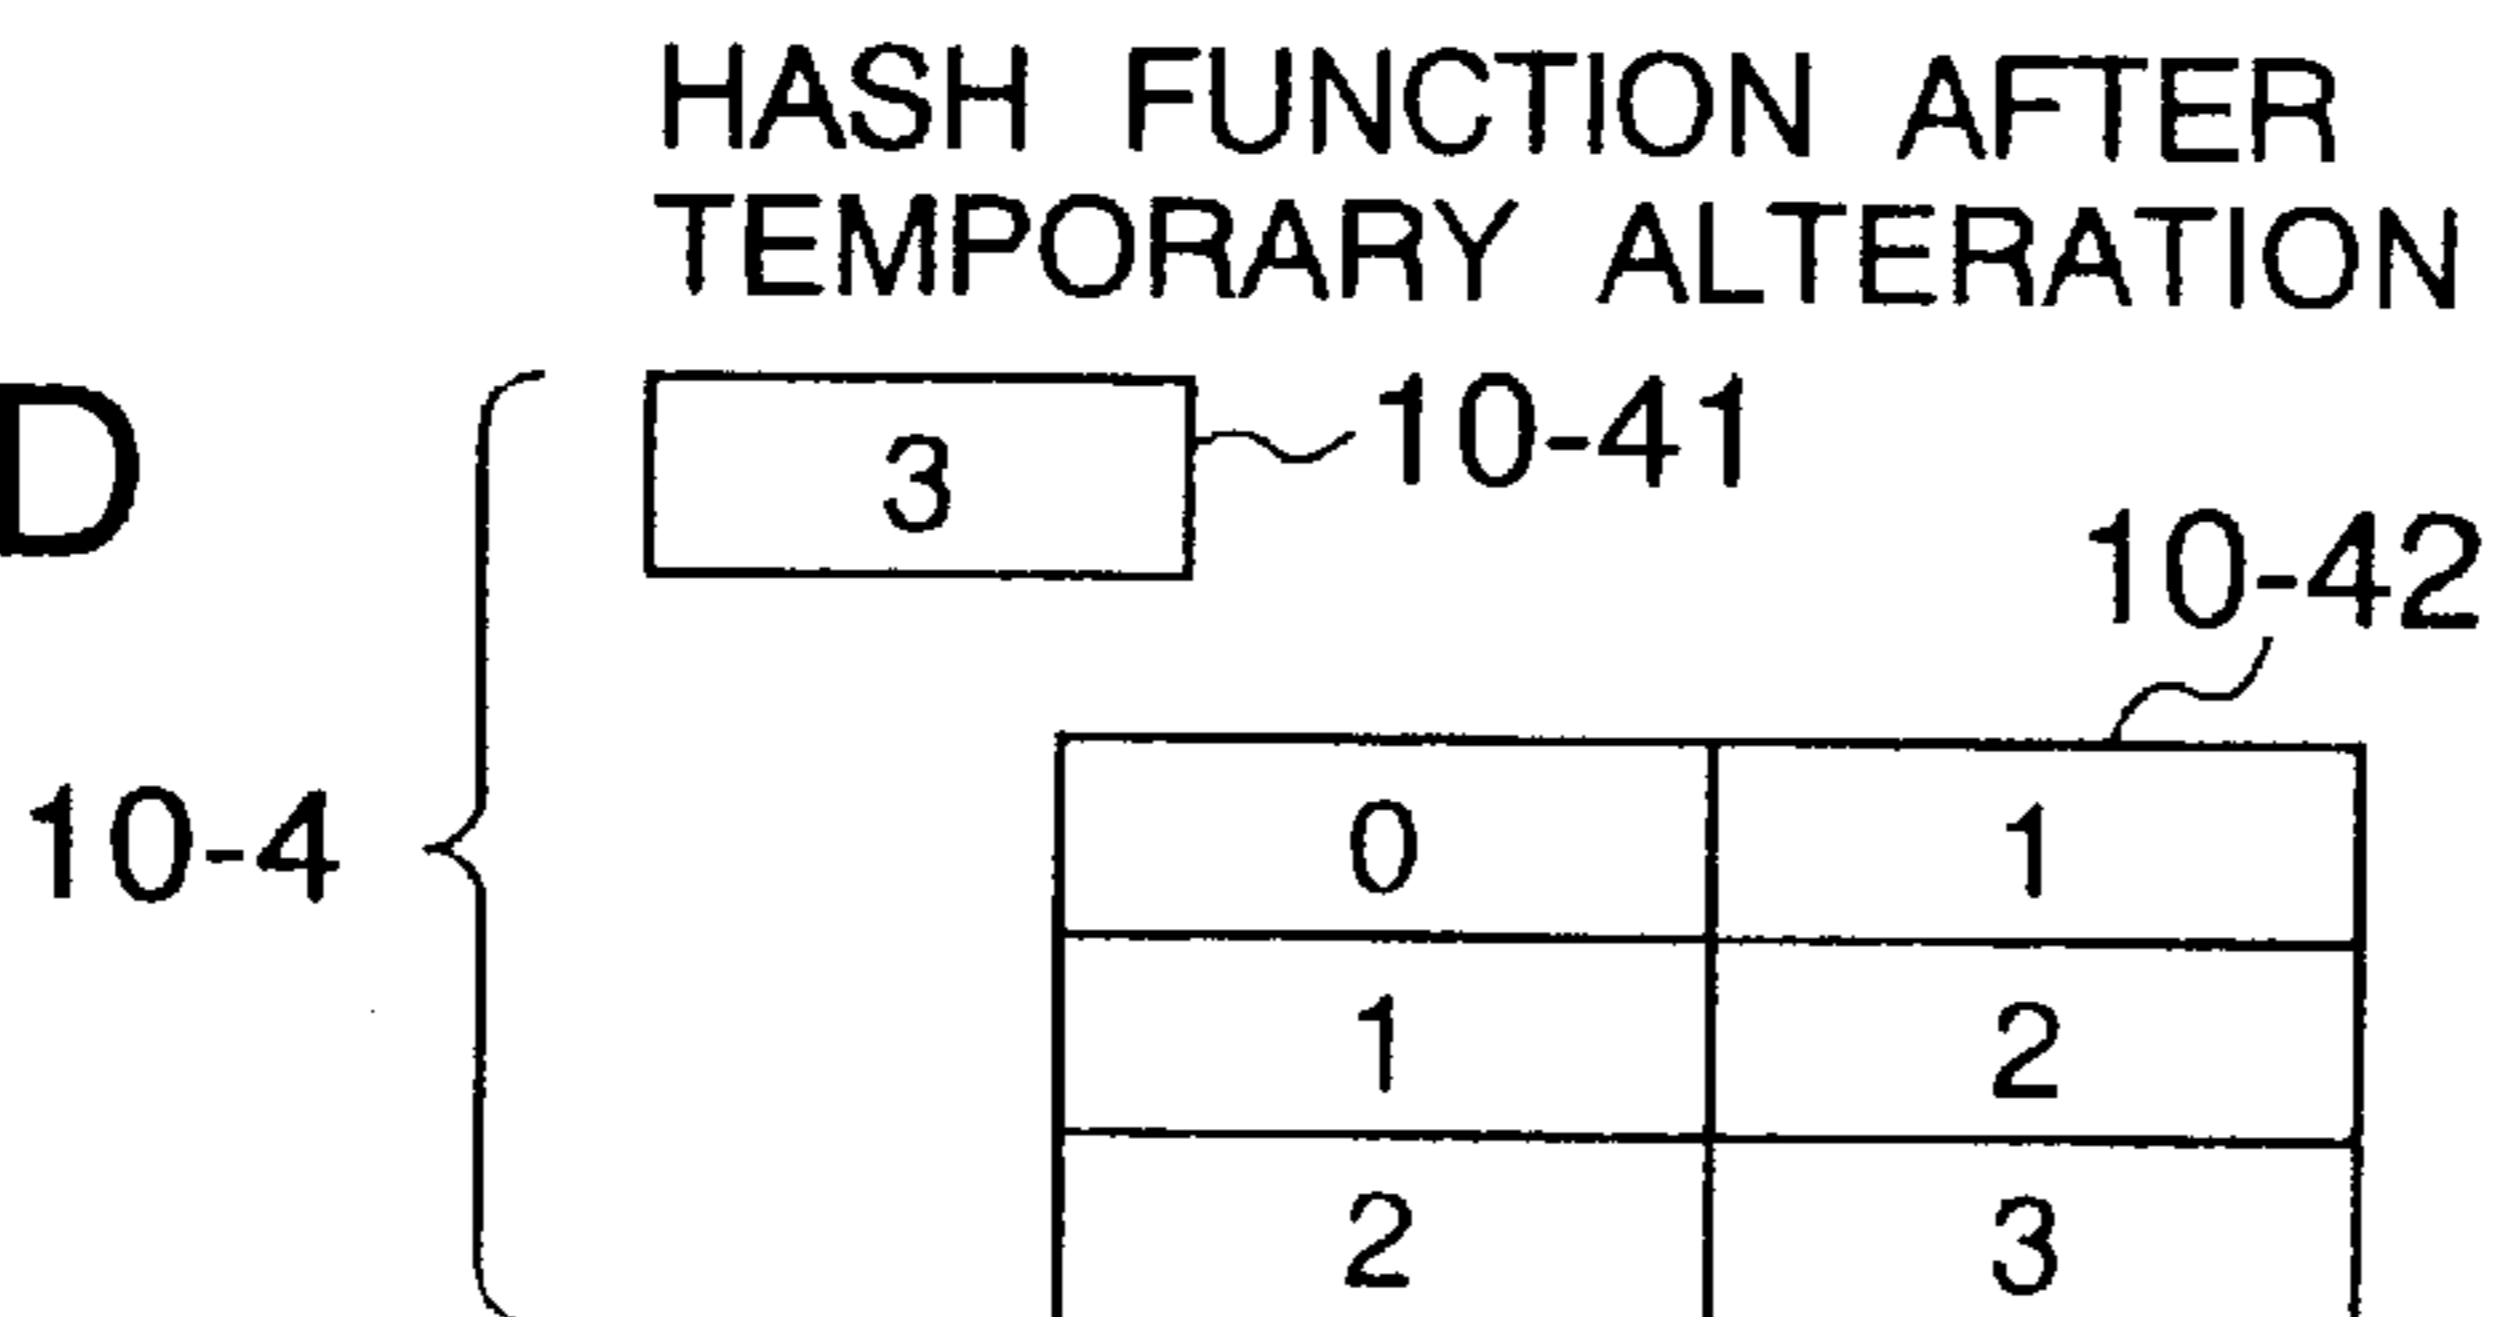 HASH FUNCTION AFTER
TEMPORARY ALTERATION
D
3
10-41
10-42
10-4
0 1
1 2
2 3